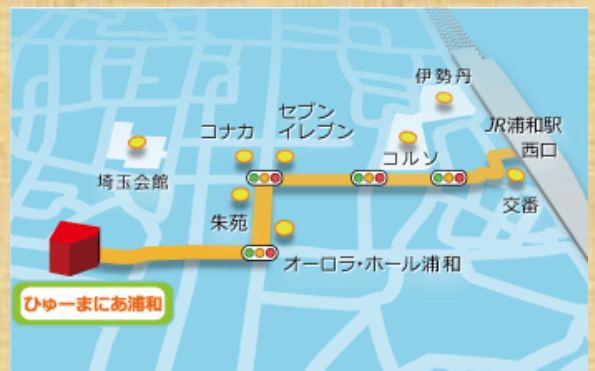 伊勢丹
セブン
イレブン
コナカ
JR浦和駅
西口
コルソ
埼玉会館
交番
朱苑
オーロラ・ホール浦和
ひゅーまにあ浦和